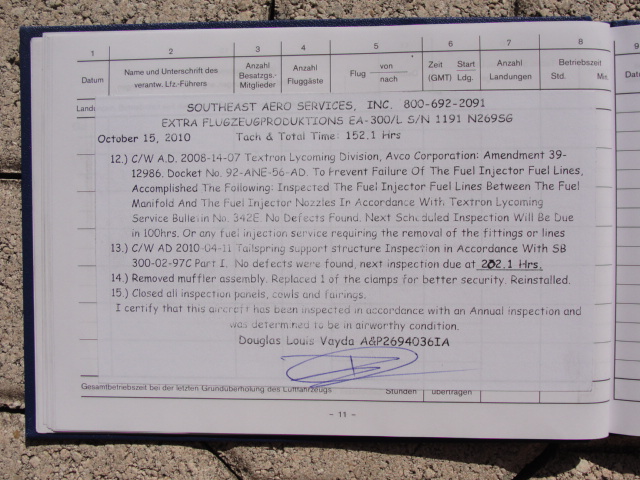 1 2 3 4 5 6 7 8 9
Datum Name und Unterschrift des verantw. Lfz.-Führers Anzahl Besatzgs.- Mitglieder Anzahl Fluggäste Flug von nach Zeit (GMT) Start Ldg. Anzahl Landungen Betriebszeit Std. Min.
SOUTHEAST AERO SERVICES, INC. 800-692-2091
EXTRA FLUGZEUGPRODUKTIONS EA-300/L S/N 1191 N269SG
October 15, 2010 Tach & Total Time: 152.1 Hrs
12.) C/W A.D. 2008-14-07 Textron Lycoming Division, Avco Corporation: Amendment 39-
12986. Docket No. 92-ANE-56-AD. To Prevent Failure Of The Fuel Injector Fuel Lines,
Accomplished The Following: Inspected The Fuel Injector Fuel Lines Between The Fuel
Manifold And The Fuel Injector Nozzles In Accordance With Textron Lycoming
Service Bulletin No. 342E. No Defects Found. Next Scheduled Inspection Will Be Due
in 100hrs. Or any fuel injection service requiring the removal of the fittings or lines
13.) C/W AD 2010-04-11 Tailspring support structure Inspection in Accordance With SB
300-02-97C Part I. No defects were found, next inspection due at 202.1 Hrs.
14.) Removed muffler assembly. Replaced 1 of the clamps for better security. Reinstalled.
15.) Closed all inspection panels, cowls and fairings.
I certify that this aircraft has been inspected in accordance with an Annual inspection and
was determined to be in airworthy condition.
Douglas Louis Vayda A&P2694036IA
Gesamtbetriebszeit bei der letzten Grundüberholung des Luftfahrzeugs Stunden übertragen
- 11 -